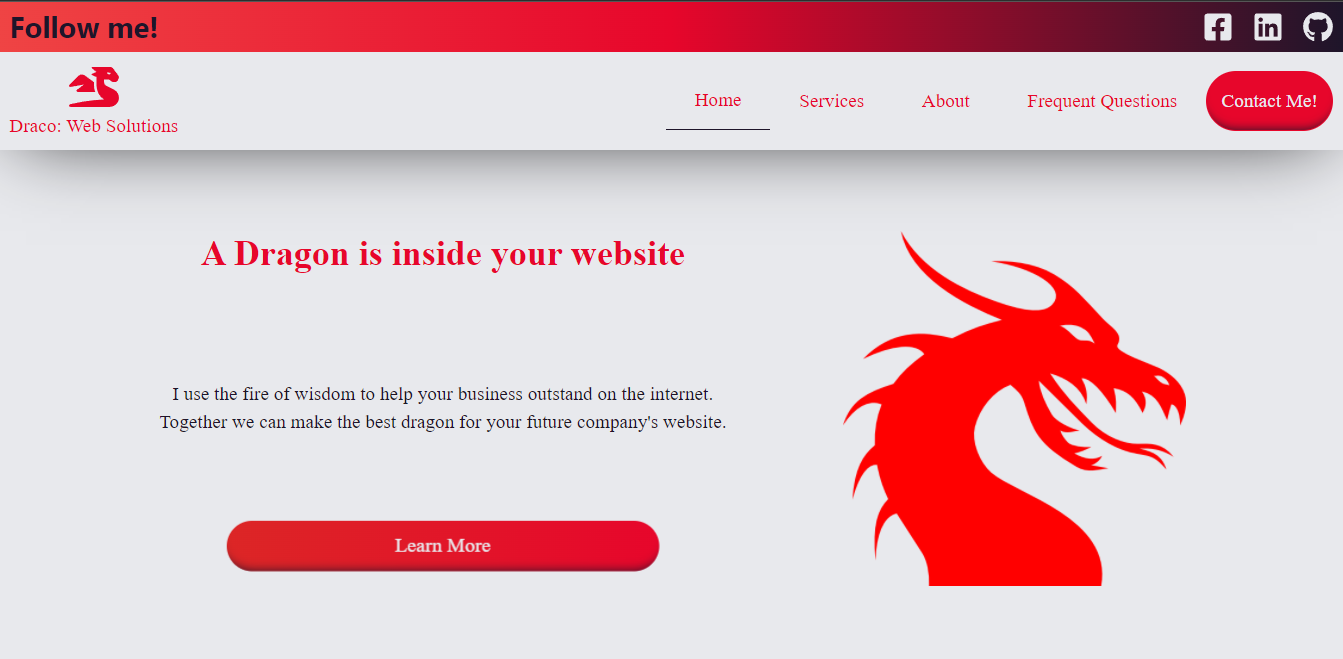 Follow me!
Draco: Web Solutions
Home
Services
About
Frequent Questions
Contact Me!
A Dragon is inside your website
I use the fire of wisdom to help your business outstand on the internet.
Together we can make the best dragon for your future company's website.
Learn More